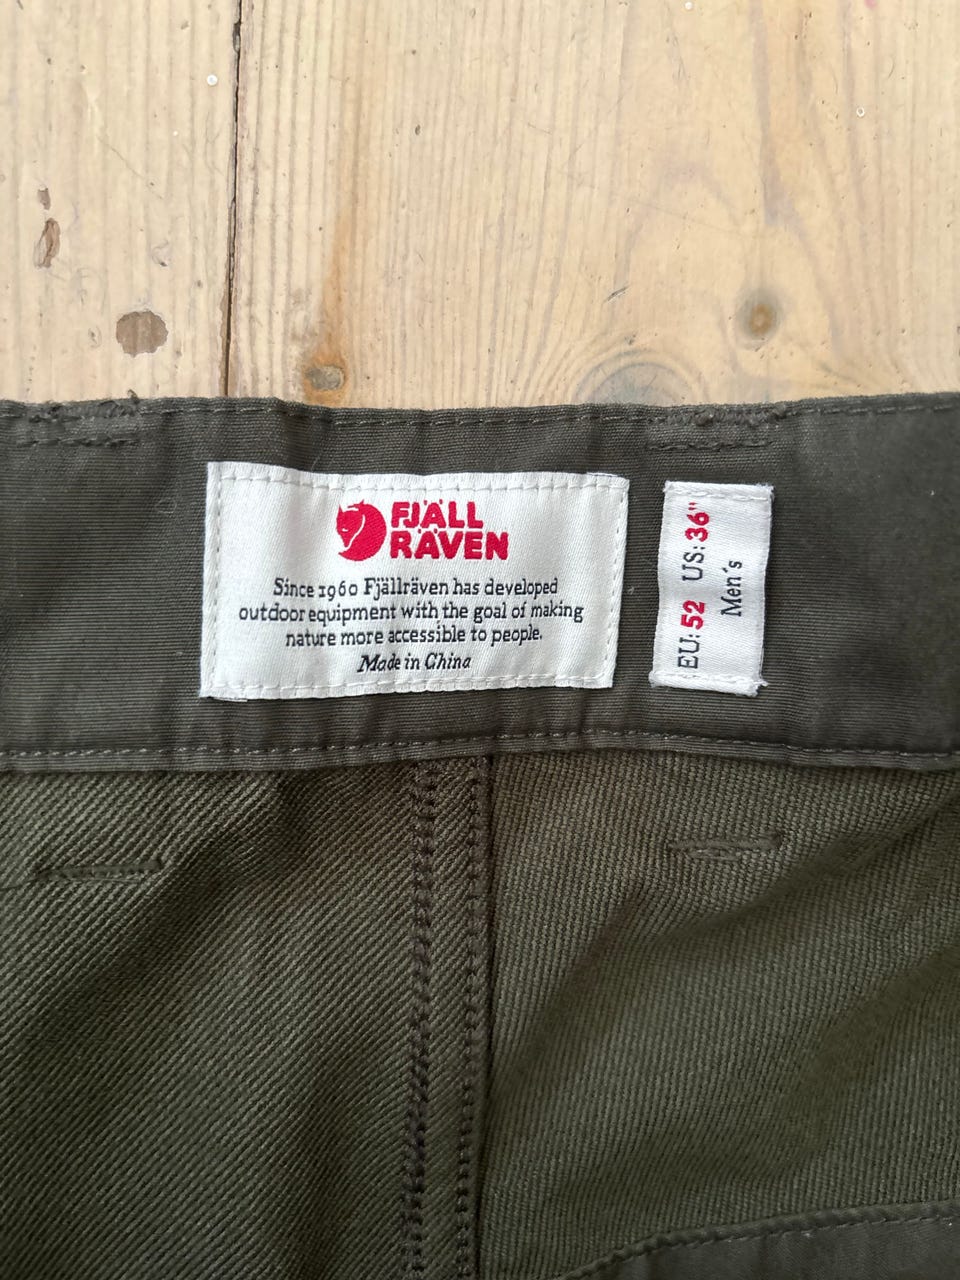 FJÄLL
RÄVEN
Since 1960 Fjällräven has developed
outdoor equipment with the goal of making
nature more accessible to people.
Made in China
EU: 52 US: 36"
Men´s